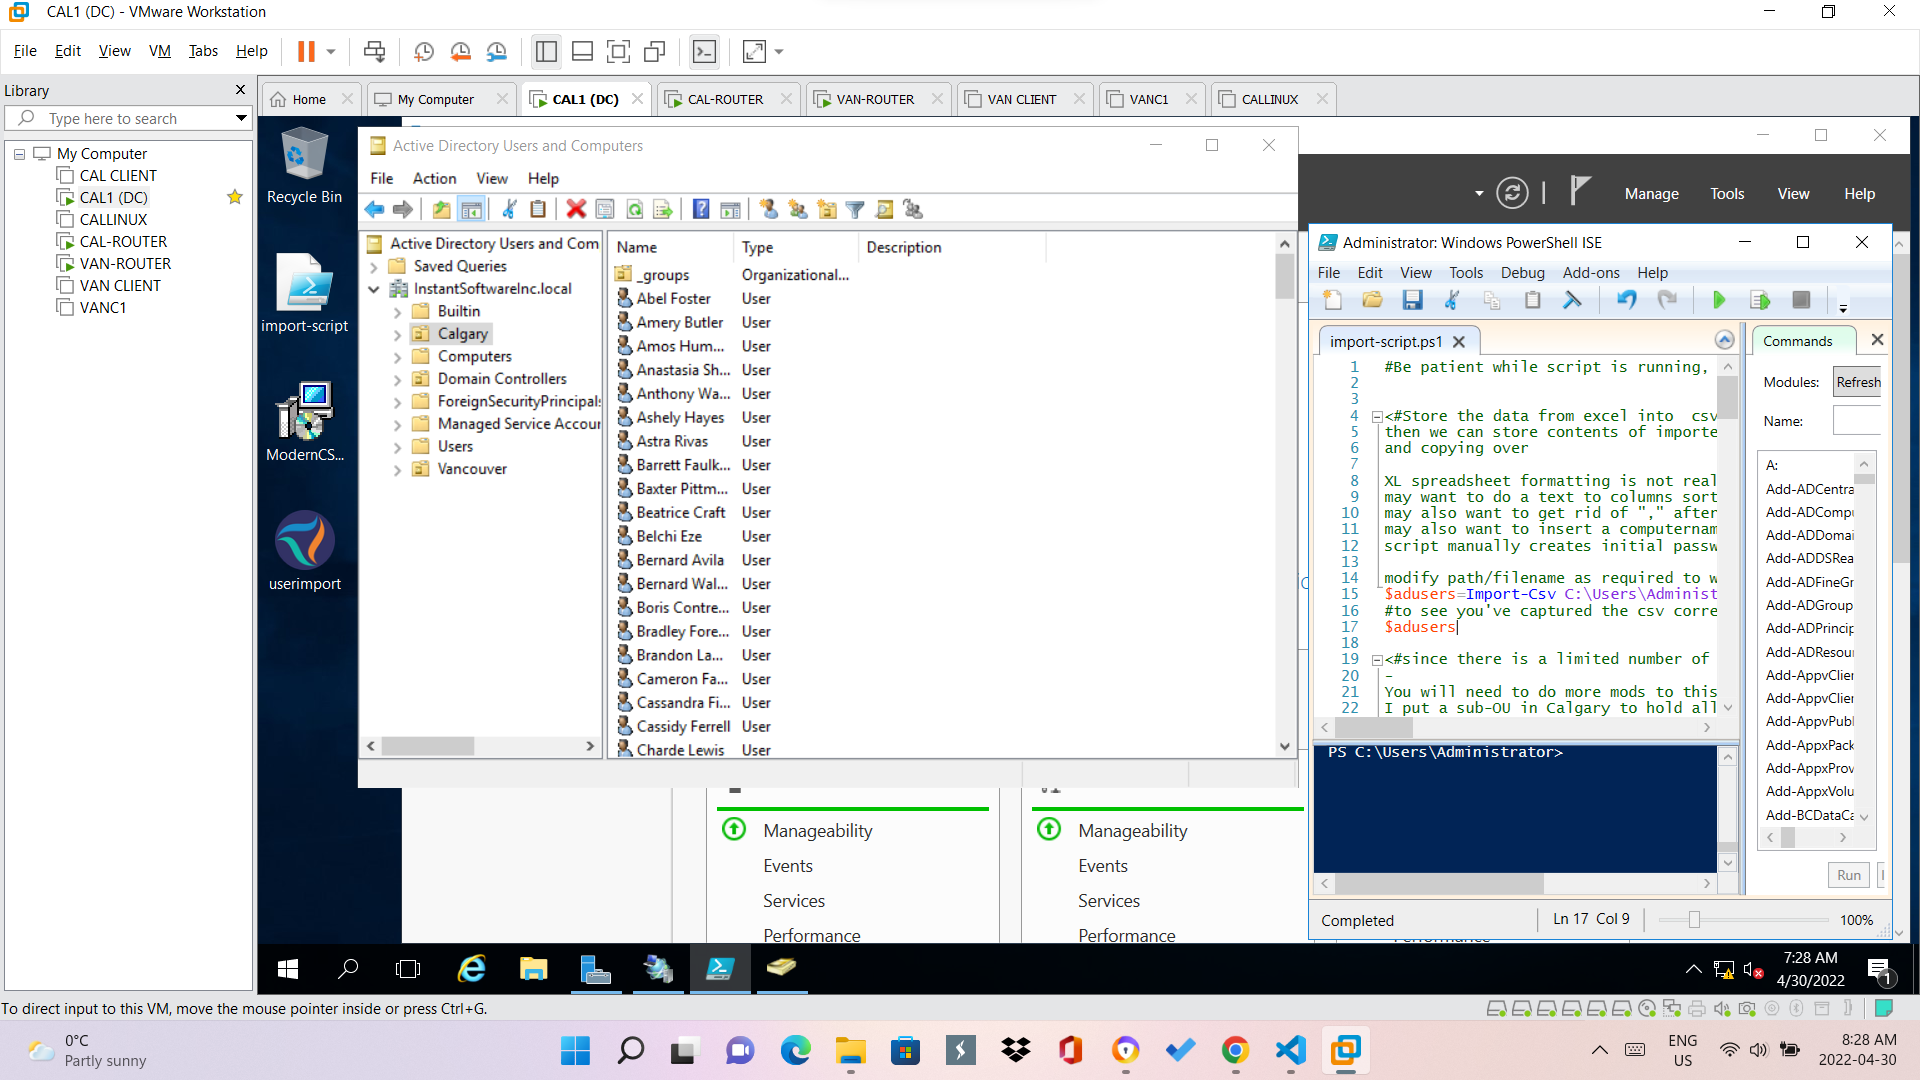 CAL1 (DC) - VMware Workstation
File Edit View VM Tabs Help
Library
Type here to search
My Computer
CAL CLIENT
CAL1 (DC)
CALLINUX
CAL-ROUTER
VAN-ROUTER
VAN CLIENT
VANC1
Home
My Computer
CAL1 (DC)
CAL-ROUTER
VAN-ROUTER
VAN CLIENT
VANC1
CALLINUX
Recycle Bin
import-script
ModernCS...
userimport
Active Directory Users and Computers
File Action View Help
Active Directory Users and Com
Saved Queries
InstantSoftwareInc.local
Builtin
Calgary
Computers
Domain Controllers
ForeignSecurityPrincipals
Managed Service Accour
Users
Vancouver
Name Type Description
_groups Organizational...
Abel Foster User
Amery Butler User
Amos Hum... User
Anastasia Sh... User
Anthony Wa... User
Ashely Hayes User
Astra Rivas User
Barrett Faulk... User
Baxter Pittm... User
Beatrice Craft User
Belchi Eze User
Bernard Avila User
Bernard Wal... User
Boris Contre... User
Bradley Fore... User
Brandon La... User
Cameron Fa... User
Cassandra Fi... User
Cassidy Ferrell User
Charde Lewis User
Manage Tools View Help
Administrator: Windows PowerShell ISE
File Edit View Tools Debug Add-ons Help
import-script.ps1
1 #Be patient while script is running,
2
3
4 <#Store the data from excel into  csv
5 then we can store contents of importe
6 and copying over
7
8 XL spreadsheet formatting is not real
9 may want to do a text to columns sort
10 may also want to get rid of "," after
11 may also want to insert a computernam
12 script manually creates initial passw
13
14 modify path/filename as required to w
15 $adusers=Import-Csv C:\Users\Administ
16 #to see you've captured the csv corre
17 $adusers
18
19 <#since there is a limited number of
20 -
21 You will need to do more mods to this
22 I put a sub-OU in Calgary to hold all
PS C:\Users\Administrator>
Completed
Ln 17 Col 9
100%
Commands
Modules: Refresh
Name:
A:
Add-ADCentra
Add-ADCompu
Add-ADDomai
Add-ADDSRea
Add-ADFineGr
Add-ADGroup
Add-ADPrincip
Add-ADResour
Add-AppvClier
Add-AppvClier
Add-AppvPubl
Add-AppxPack
Add-AppxProv
Add-AppxVolu
Add-BCDataCa
Run
Manageability
Events
Services
Performance
Manageability
Events
Services
Performance
7:28 AM
4/30/2022
1
To direct input to this VM, move the mouse pointer inside or press Ctrl+G.
0°C
Partly sunny
ENG
US
8:28 AM
2022-04-30